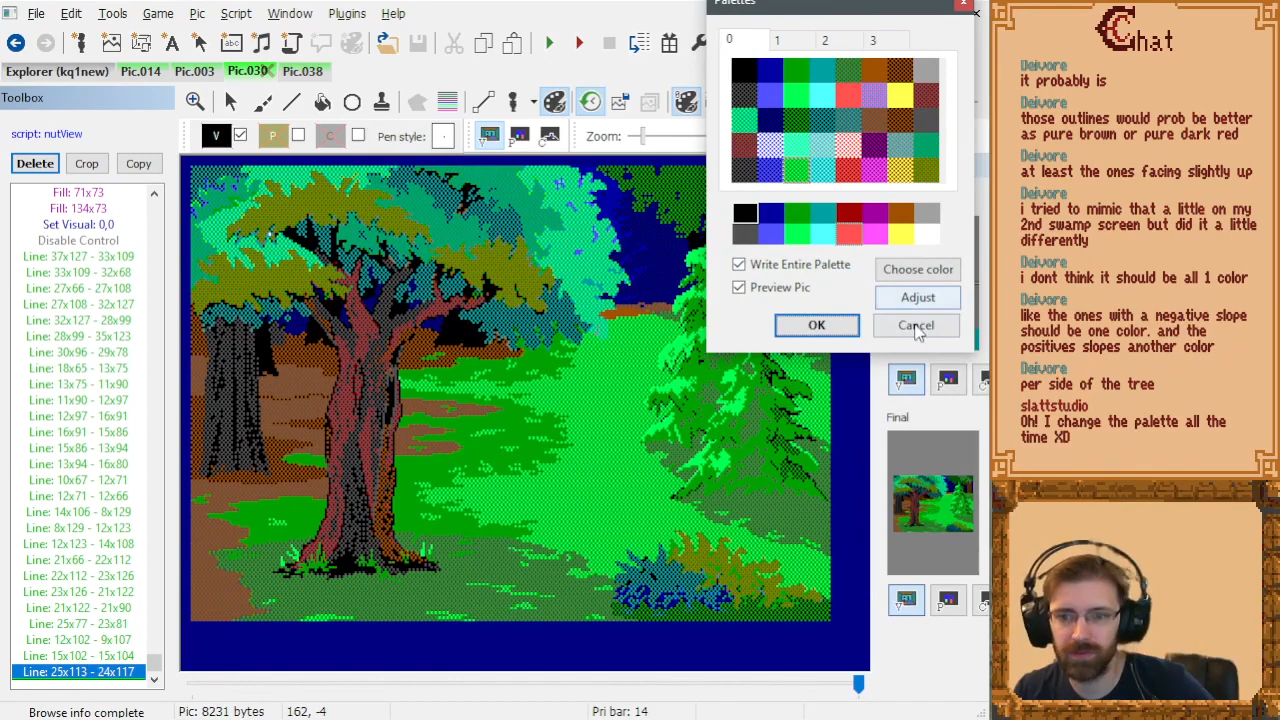 File Edit Tools Game Pic Script Window Plugins Help
Palettes
Explorer (kq1new) Pic.014 Pic.003 Pic.030 Pic.038
Toolbox
script: nutView
Delete Crop Copy
V P C Pen style: Zoom:
Fill: 71x73
Fill: 134x73
Set Visual: 0,0
Disable Control
Line: 37x127 - 33x109
Line: 33x109 - 32x68
Line: 27x66 - 27x108
Line: 27x108 - 32x127
Line: 32x127 - 28x99
Line: 28x99 - 35x123
Line: 30x96 - 29x78
Line: 18x65 - 13x75
Line: 13x75 - 11x90
Line: 11x90 - 12x97
Line: 12x97 - 16x91
Line: 16x91 - 15x86
Line: 15x86 - 13x94
Line: 13x94 - 16x80
Line: 10x67 - 12x71
Line: 12x71 - 12x66
Line: 14x106 - 8x129
Line: 8x129 - 12x123
Line: 12x123 - 14x108
Line: 21x66 - 22x112
Line: 22x112 - 23x126
Line: 23x126 - 21x122
Line: 21x122 - 21x90
Line: 25x77 - 23x81
Line: 12x102 - 9x107
Line: 15x102 - 15x104
Line: 25x113 - 24x117
0 1 2 3
Write Entire Palette
Preview Pic
Choose color
Adjust
OK
Cancel
Final
Browse info complete
Pic: 8231 bytes
162, -4
Pri bar: 14
Chat
Deivore
it probably is
Deivore
those outlines would prob be better
as pure brown or pure dark red
Deivore
at least the ones facing slightly up
Deivore
i tried to mimic that a little on my
2nd swamp screen but did it a little
differently
Deivore
i dont think it should be all 1 color
Deivore
like the ones with a negative slope
should be one color. and the
positives slopes another color
Deivore
per side of the tree
slattstudio
Oh! I change the palette all the
time XD